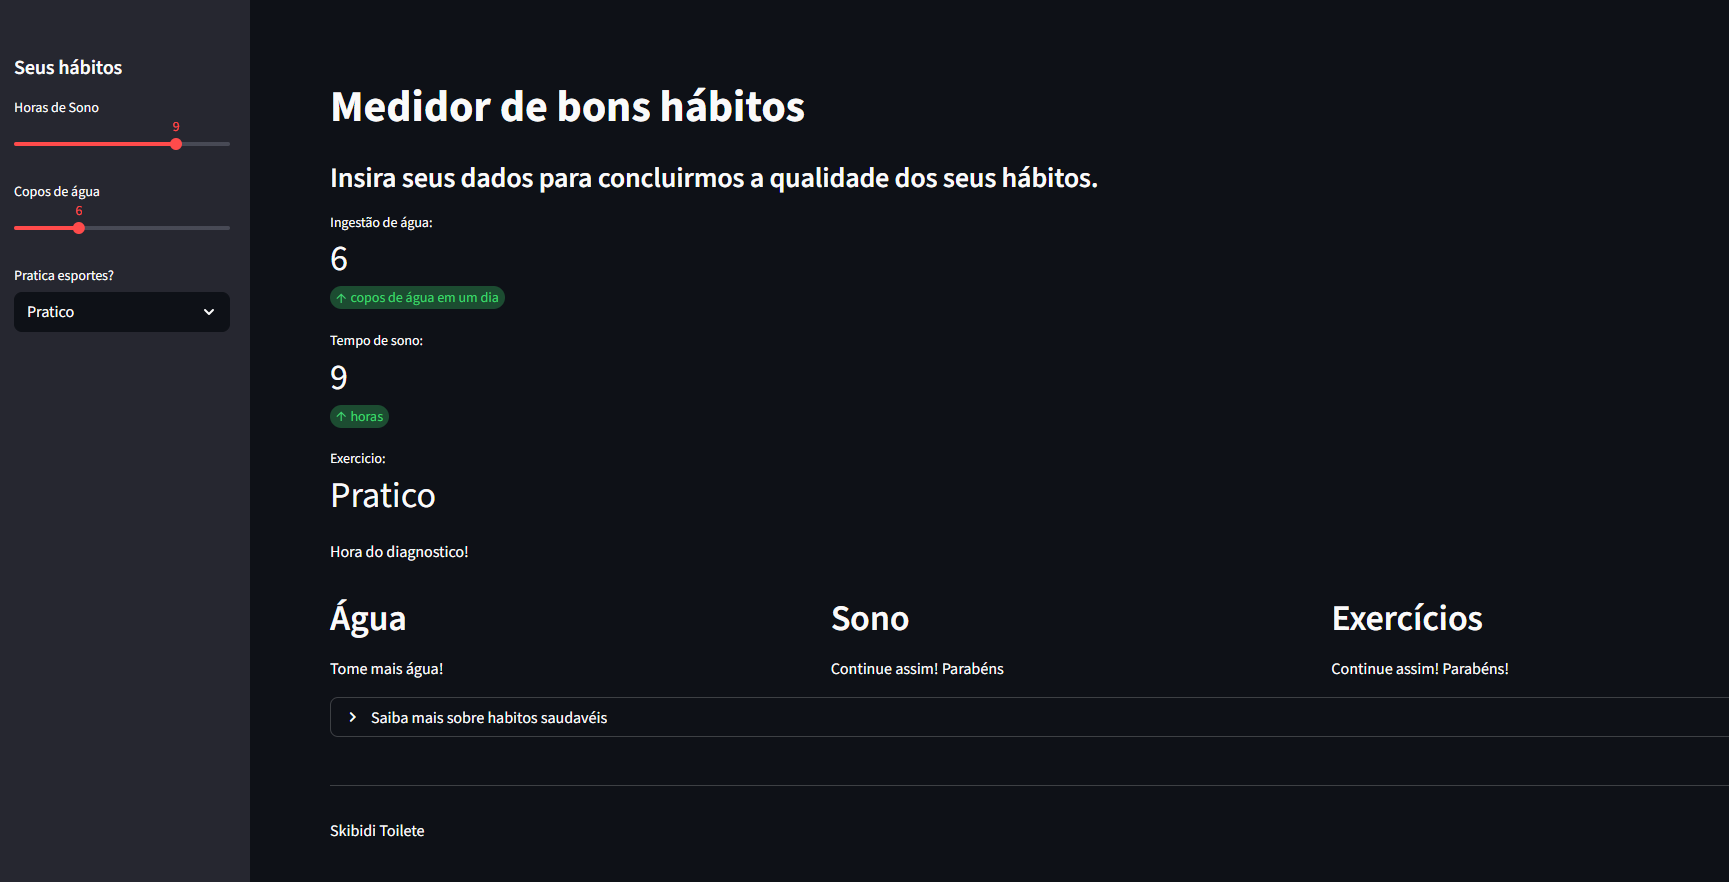 Seus hábitos
Horas de Sono
9
Copos de água
6
Pratica esportes?
Pratico
Medidor de bons hábitos
Insira seus dados para concluirmos a qualidade dos seus hábitos.
Ingestão de água:
6
↑ copos de água em um dia
Tempo de sono:
9
↑ horas
Exercicio:
Pratico
Hora do diagnostico!
Água
Tome mais água!
Sono
Continue assim! Parabéns
Exercícios
Continue assim! Parabéns!
Saiba mais sobre habitos saudavéis
Skibidi Toilete